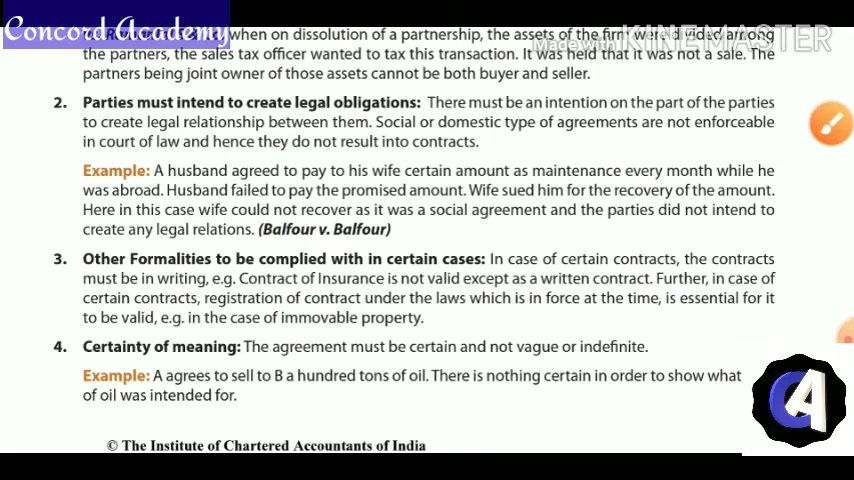 Concord Academy
when on dissolution of a partnership, the assets of the firm were divided among
Made with KINEMASTER
the partners, the sales tax officer wanted to tax this transaction. It was held that it was not a sale. The
partners being joint owner of those assets cannot be both buyer and seller.
2. Parties must intend to create legal obligations: There must be an intention on the part of the parties
to create legal relationship between them. Social or domestic type of agreements are not enforceable
in court of law and hence they do not result into contracts.
Example: A husband agreed to pay to his wife certain amount as maintenance every month while he
was abroad. Husband failed to pay the promised amount. Wife sued him for the recovery of the amount.
Here in this case wife could not recover as it was a social agreement and the parties did not intend to
create any legal relations. (Balfour v. Balfour)
3. Other Formalities to be complied with in certain cases: In case of certain contracts, the contracts
must be in writing, e.g. Contract of Insurance is not valid except as a written contract. Further, in case of
certain contracts, registration of contract under the laws which is in force at the time, is essential for it
to be valid, e.g. in the case of immovable property.
4. Certainty of meaning: The agreement must be certain and not vague or indefinite.
Example: A agrees to sell to B a hundred tons of oil. There is nothing certain in order to show what
of oil was intended for.
CA
© The Institute of Chartered Accountants of India